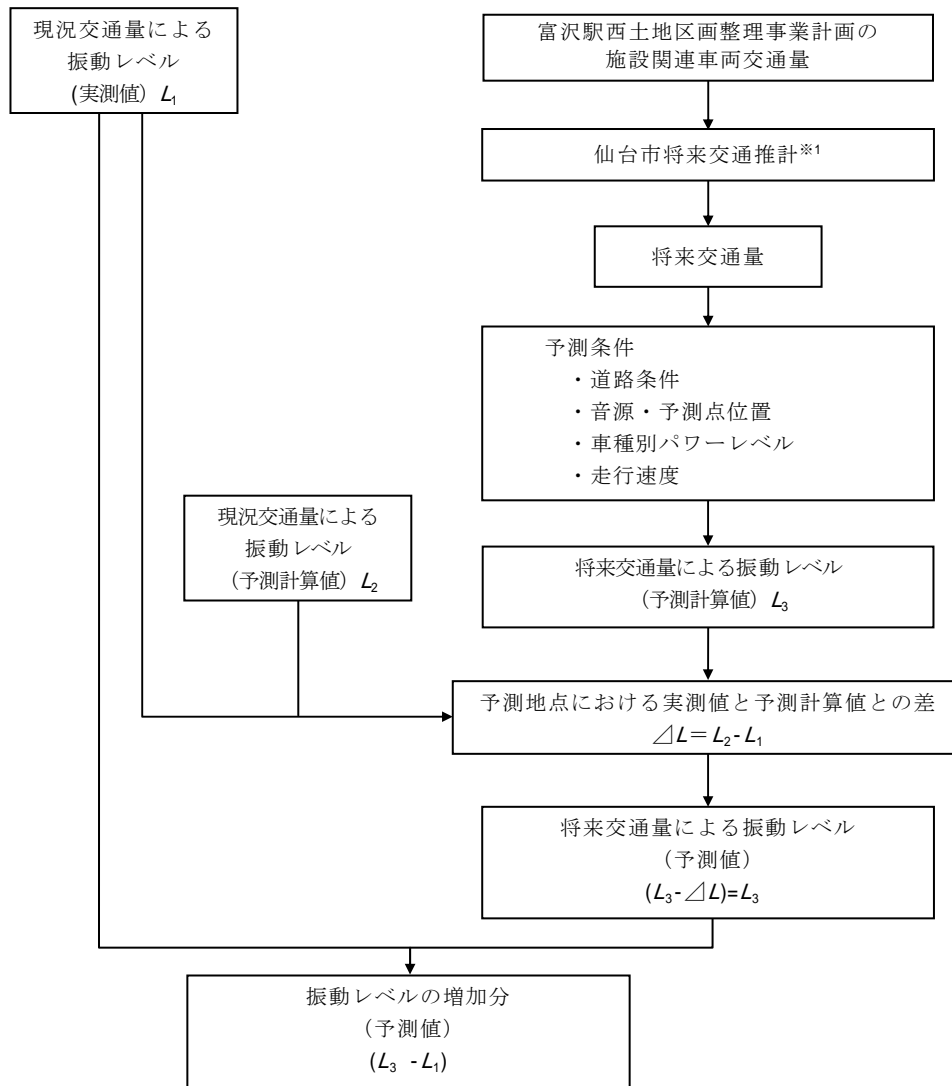 現況交通量による
振動レベル
(実測値) L₁
富沢駅西土地区画整理事業計画の
施設関連車両交通量
仙台市将来交通推計※1
将来交通量
予測条件
・道路条件
・音源・予測点位置
・車種別パワーレベル
・走行速度
現況交通量による
振動レベル
(予測計算値) L₂
将来交通量による振動レベル
(予測計算値) L₃
予測地点における実測値と予測計算値との差
⊿L＝L₂-L₁
将来交通量による振動レベル
（予測値）
(L₃-⊿L)=L₃
振動レベルの増加分
（予測値）
(L₃ -L₁)